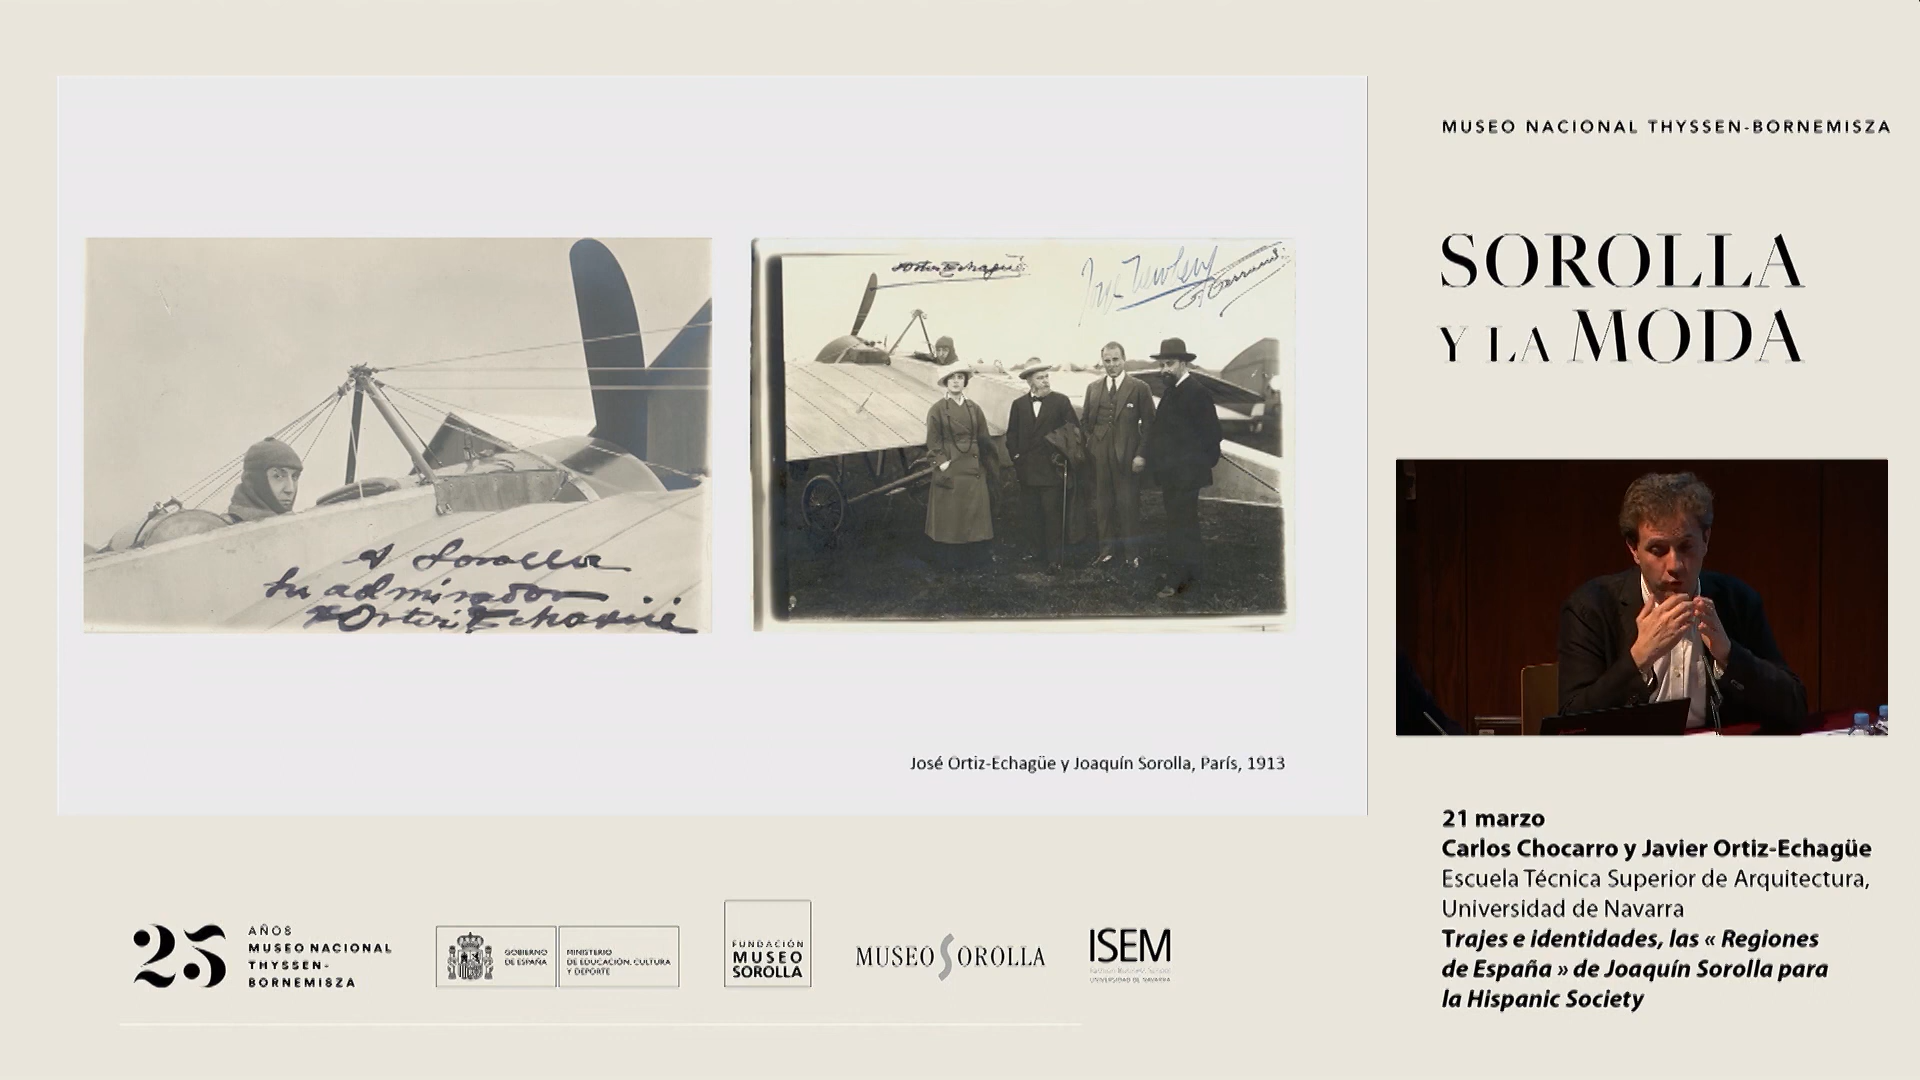 MUSEO NACIONAL THYSSEN-BORNEMISZA
SOROLLA
Y LA MODA
A Sorolla
su admirador
Ortiz Echagüe
Ortiz Echagüe
José Ortiz-Echagüe y Joaquín Sorolla, París, 1913
21 marzo
Carlos Chocarro y Javier Ortiz-Echagüe
Escuela Técnica Superior de Arquitectura,
Universidad de Navarra
Trajes e identidades, las « Regiones
de España » de Joaquín Sorolla para
la Hispanic Society
25 AÑOS
MUSEO NACIONAL
THYSSEN-
BORNEMISZA
GOBIERNO
DE ESPAÑA
MINISTERIO
DE EDUCACIÓN, CULTURA
Y DEPORTE
FUNDACIÓN
MUSEO
SOROLLA
MUSEO SOROLLA
ISEM
UNIVERSIDAD DE NAVARRA